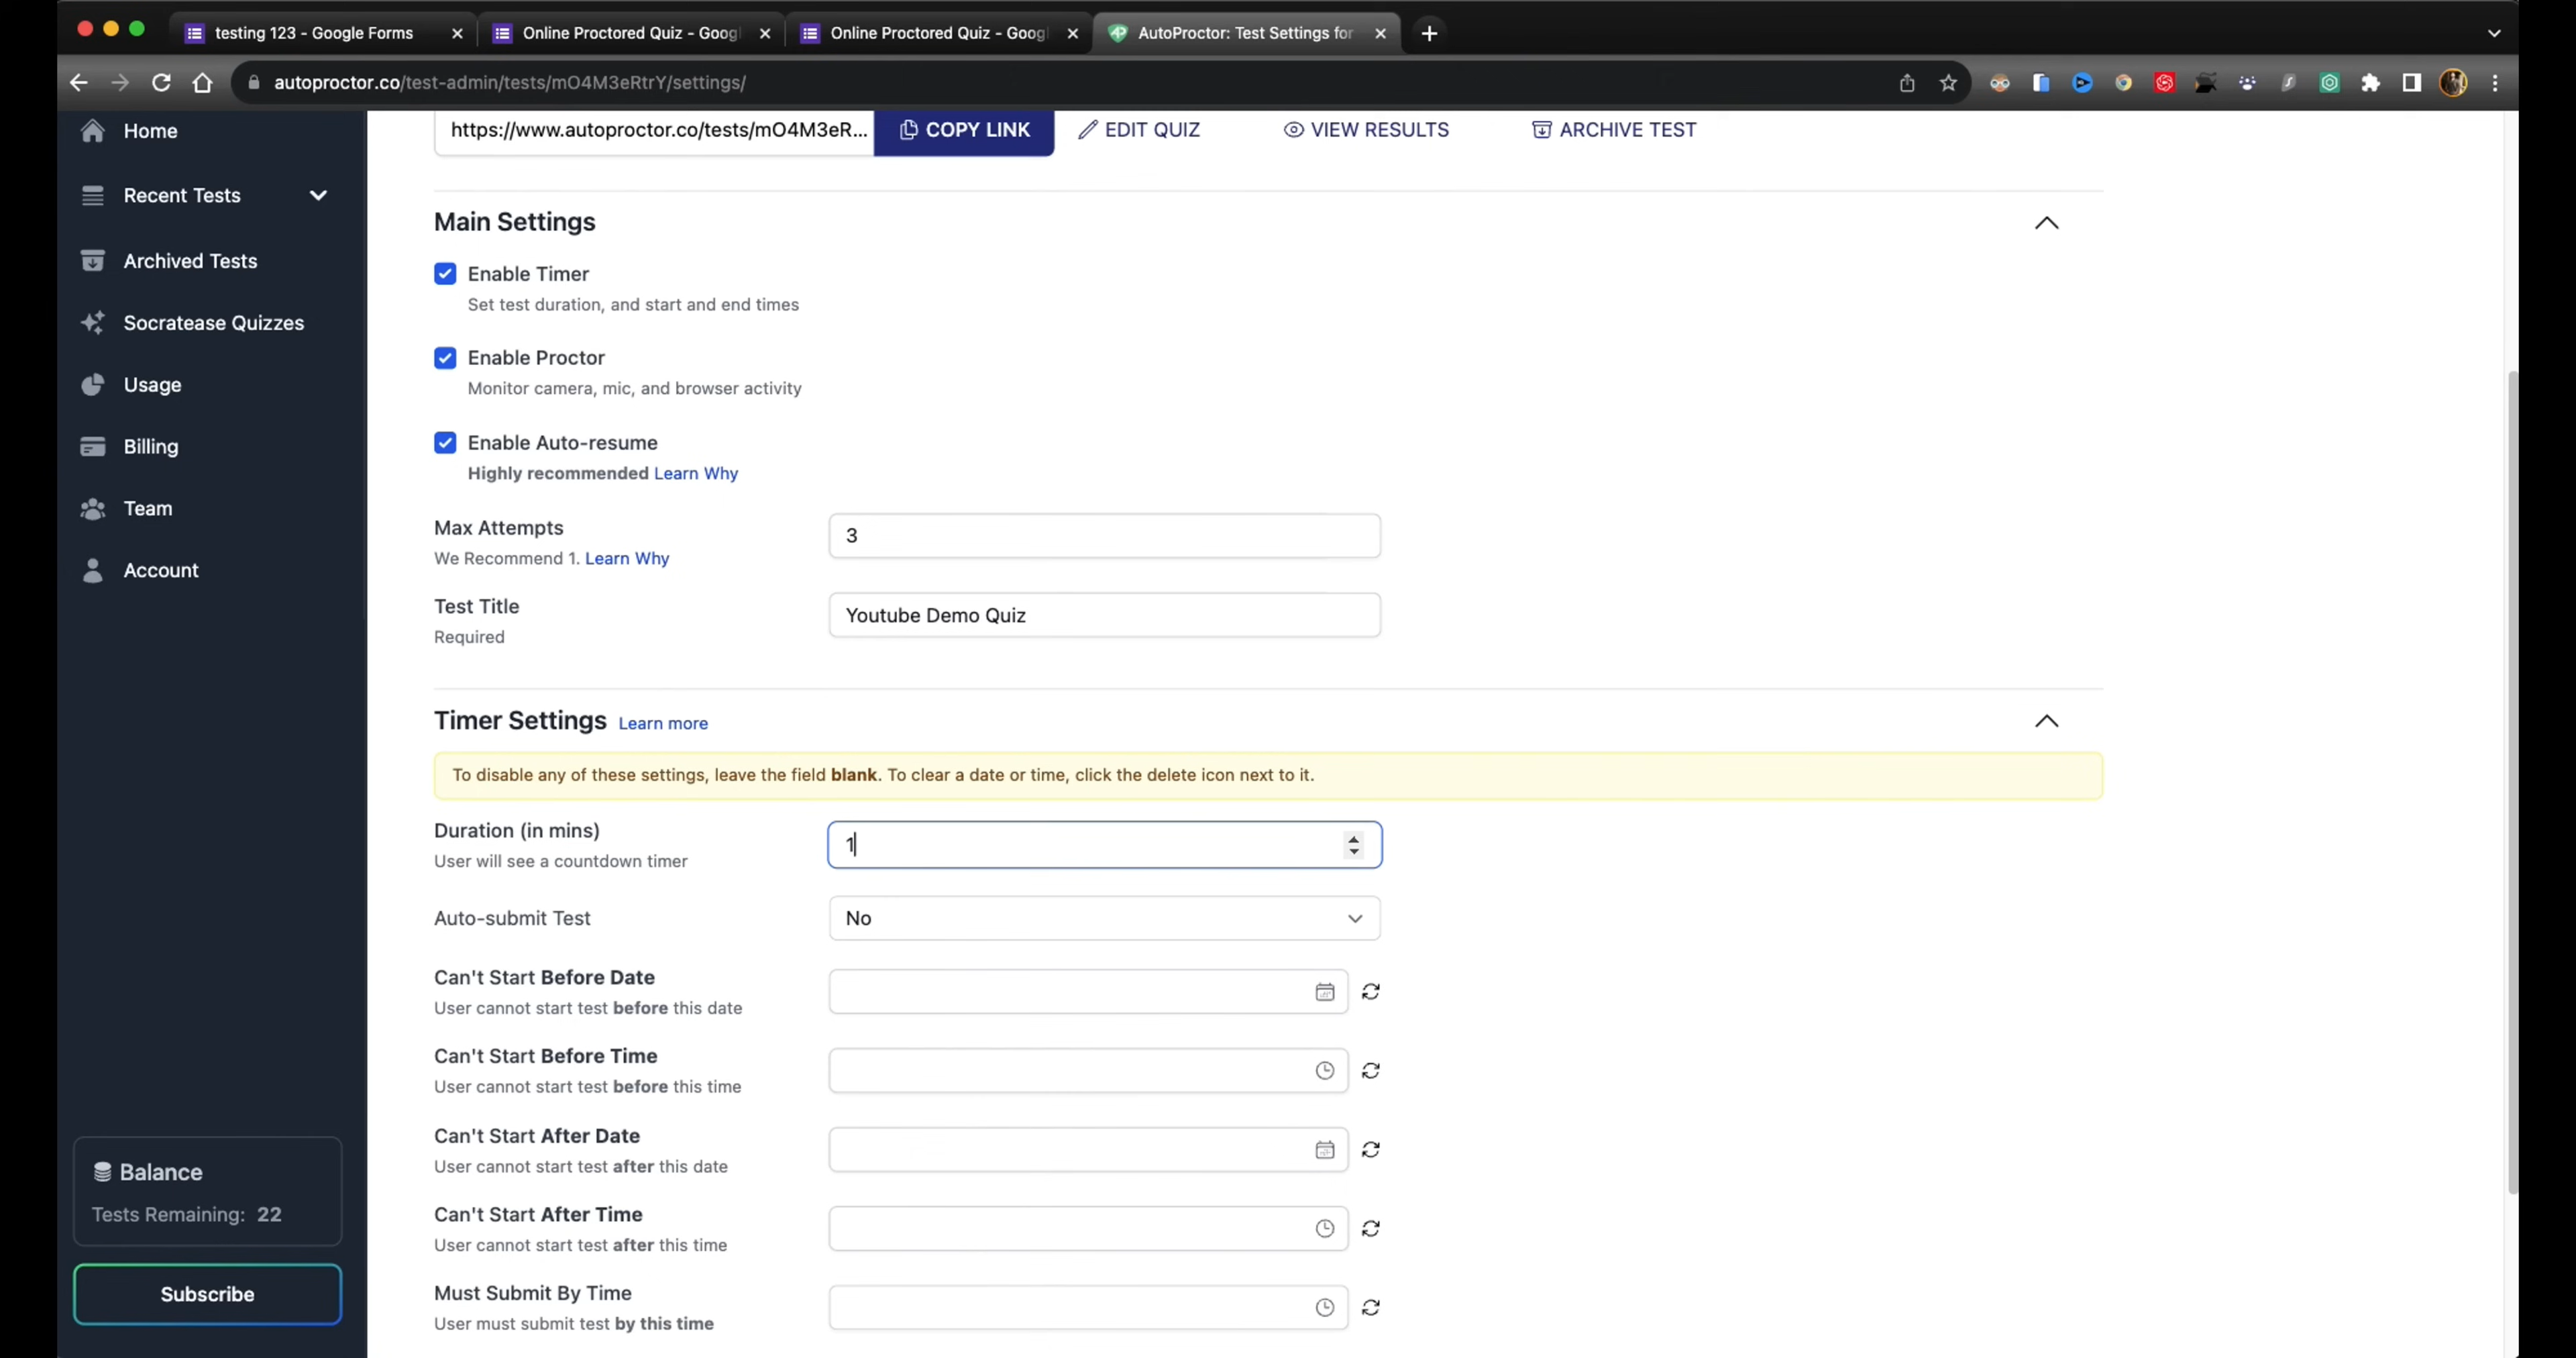 testing 123 - Google Forms
Online Proctored Quiz - Goog
Online Proctored Quiz - Goog
AutoProctor: Test Settings for
autoproctor.co/test-admin/tests/mO4M3eRtrY/settings/
Home
Recent Tests
Archived Tests
Socratease Quizzes
Usage
Billing
Team
Account
Balance
Tests Remaining: 22
Subscribe
https://www.autoproctor.co/tests/mO4M3eR...
COPY LINK
EDIT QUIZ
VIEW RESULTS
ARCHIVE TEST
Main Settings
Enable Timer
Set test duration, and start and end times
Enable Proctor
Monitor camera, mic, and browser activity
Enable Auto-resume
Highly recommended Learn Why
Max Attempts
3
We Recommend 1. Learn Why
Test Title
Youtube Demo Quiz
Required
Timer Settings Learn more
To disable any of these settings, leave the field blank. To clear a date or time, click the delete icon next to it.
Duration (in mins)
1
User will see a countdown timer
Auto-submit Test
No
Can't Start Before Date
User cannot start test before this date
Can't Start Before Time
User cannot start test before this time
Can't Start After Date
User cannot start test after this date
Can't Start After Time
User cannot start test after this time
Must Submit By Time
User must submit test by this time